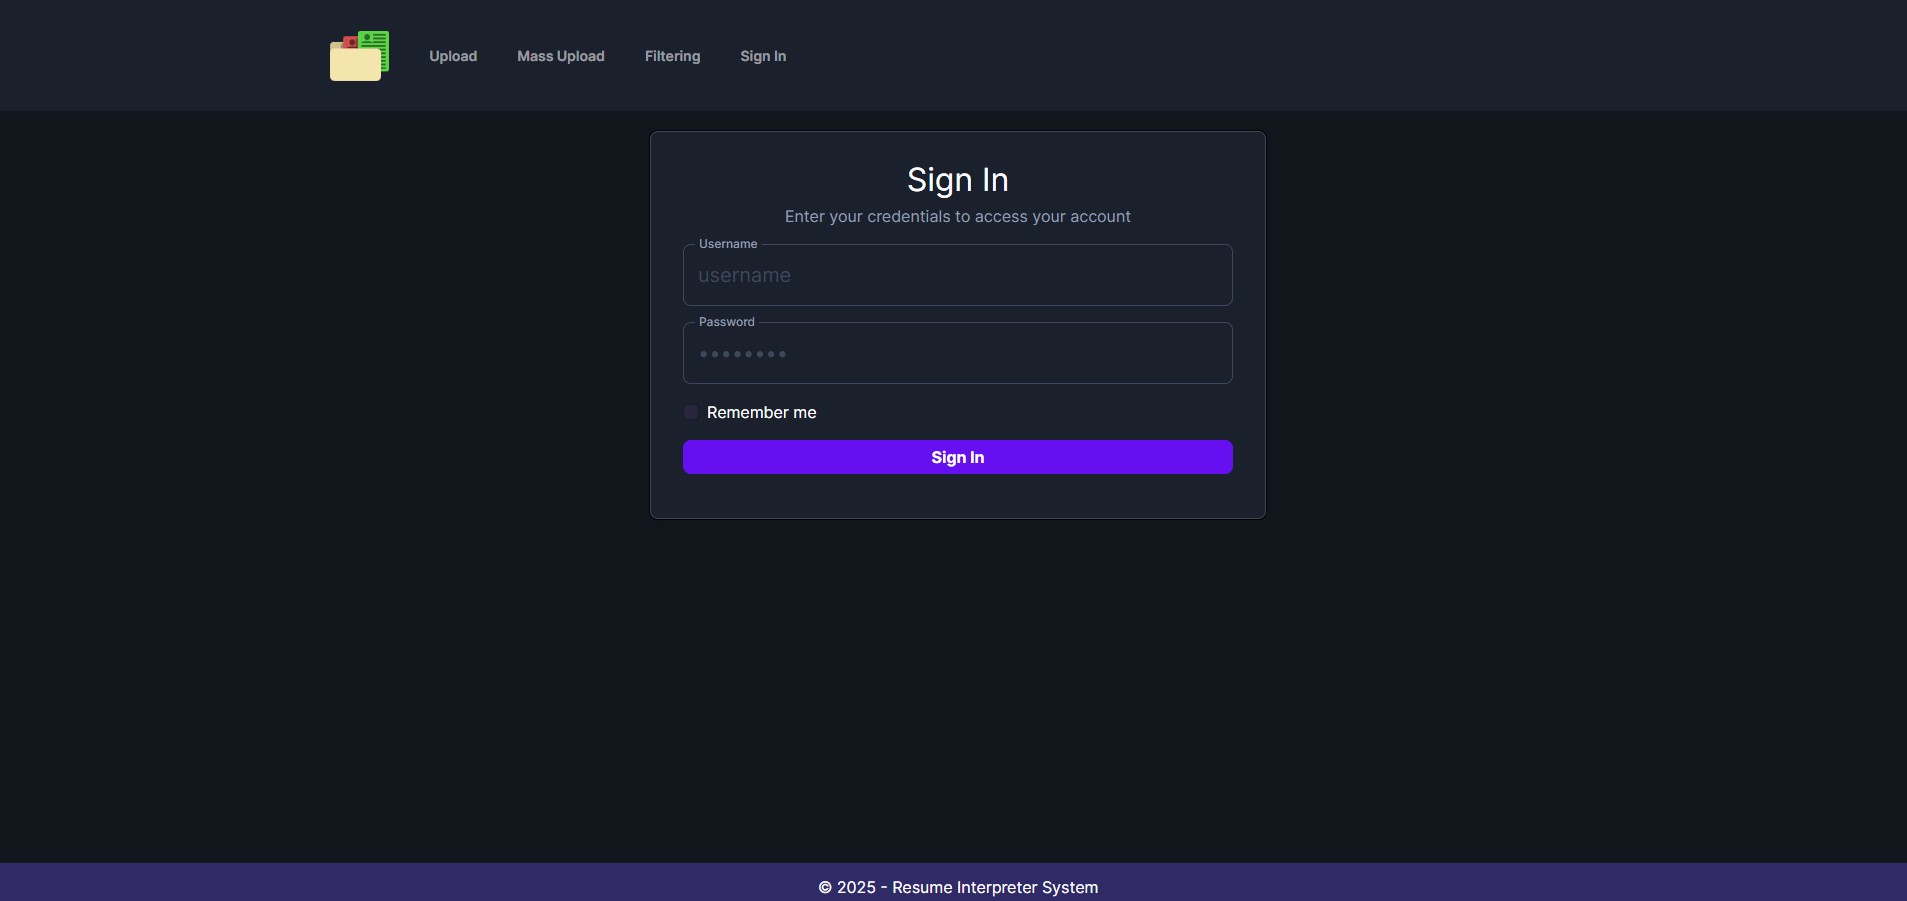 Upload Mass Upload Filtering Sign In
Sign In
Enter your credentials to access your account
Username
username
Password
••••••••
Remember me
Sign In
© 2025 - Resume Interpreter System